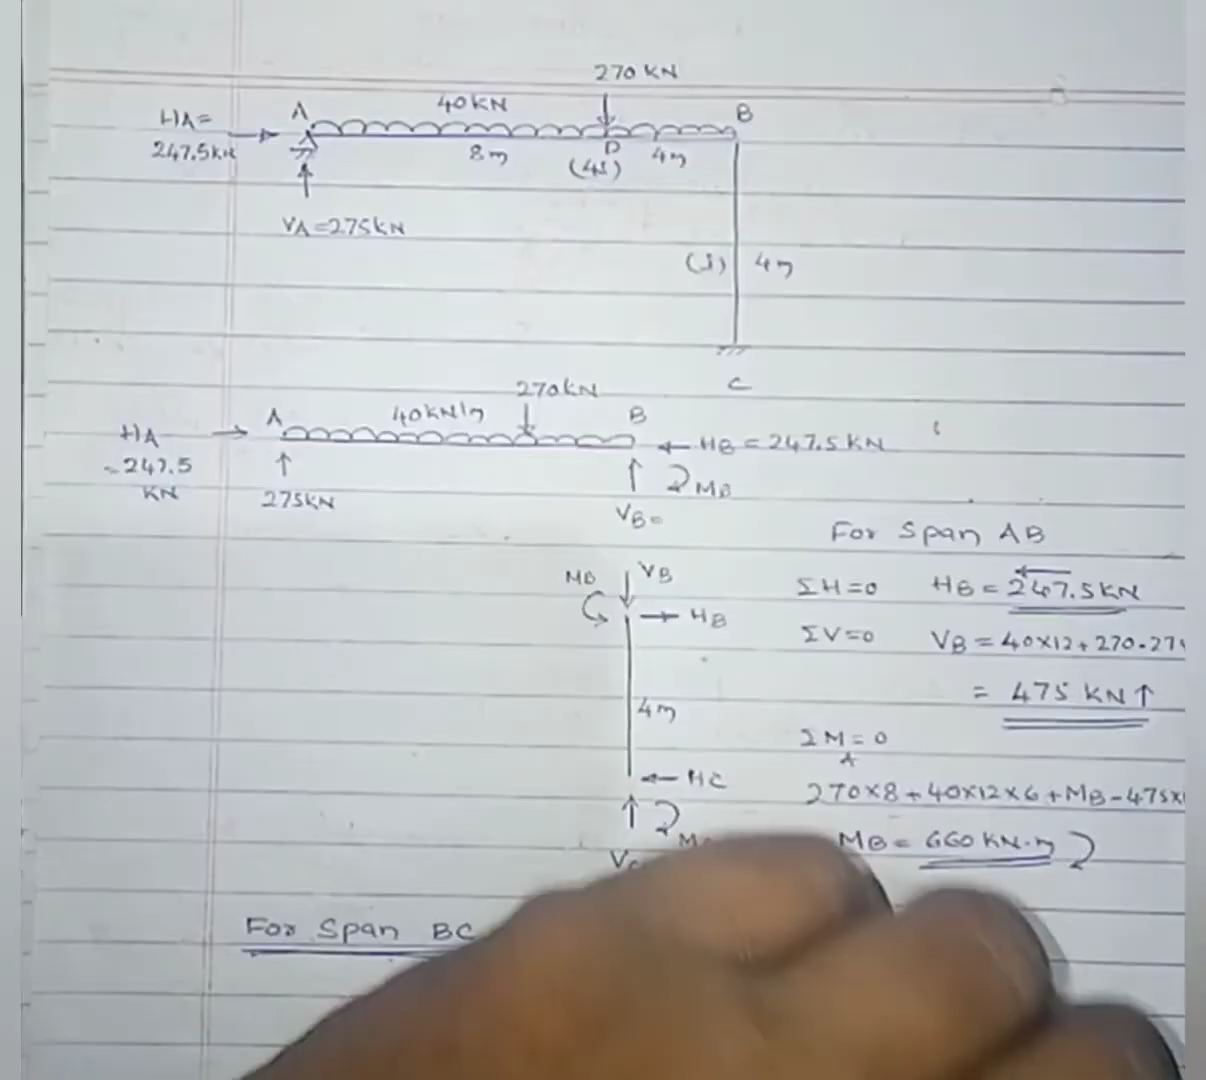 270 KN
HA=
247.5KN
A
40KN
B
8m
D
4m
(4I)
VA=275KN
(I)
4m
C
270KN
HA
= 247.5
KN
A
40KN/m
B
HB = 247.5 KN
275KN
MB
VB=
For Span AB
MB
VB
HB
ΣH=0 HB = 247.5KN
ΣV=0 VB = 40×12+270-27
= 475 KN↑
4m
ΣM = 0
A
HC
270×8+40×12×6+MB-475×
MB = 660 KN.m
For Span BC